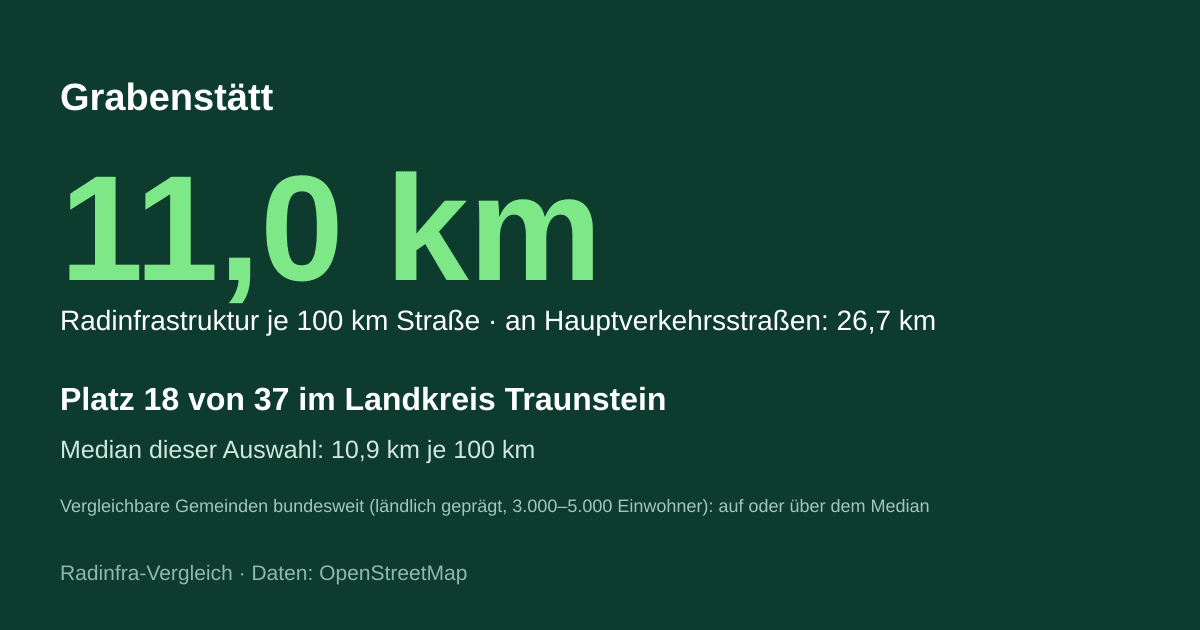 Grabenstätt
11,0 km
Radinfrastruktur je 100 km Straße · an Hauptverkehrsstraßen: 26,7 km
Platz 18 von 37 im Landkreis Traunstein
Median dieser Auswahl: 10,9 km je 100 km
Vergleichbare Gemeinden bundesweit (ländlich geprägt, 3.000–5.000 Einwohner): auf oder über dem Median
Radinfra-Vergleich · Daten: OpenStreetMap